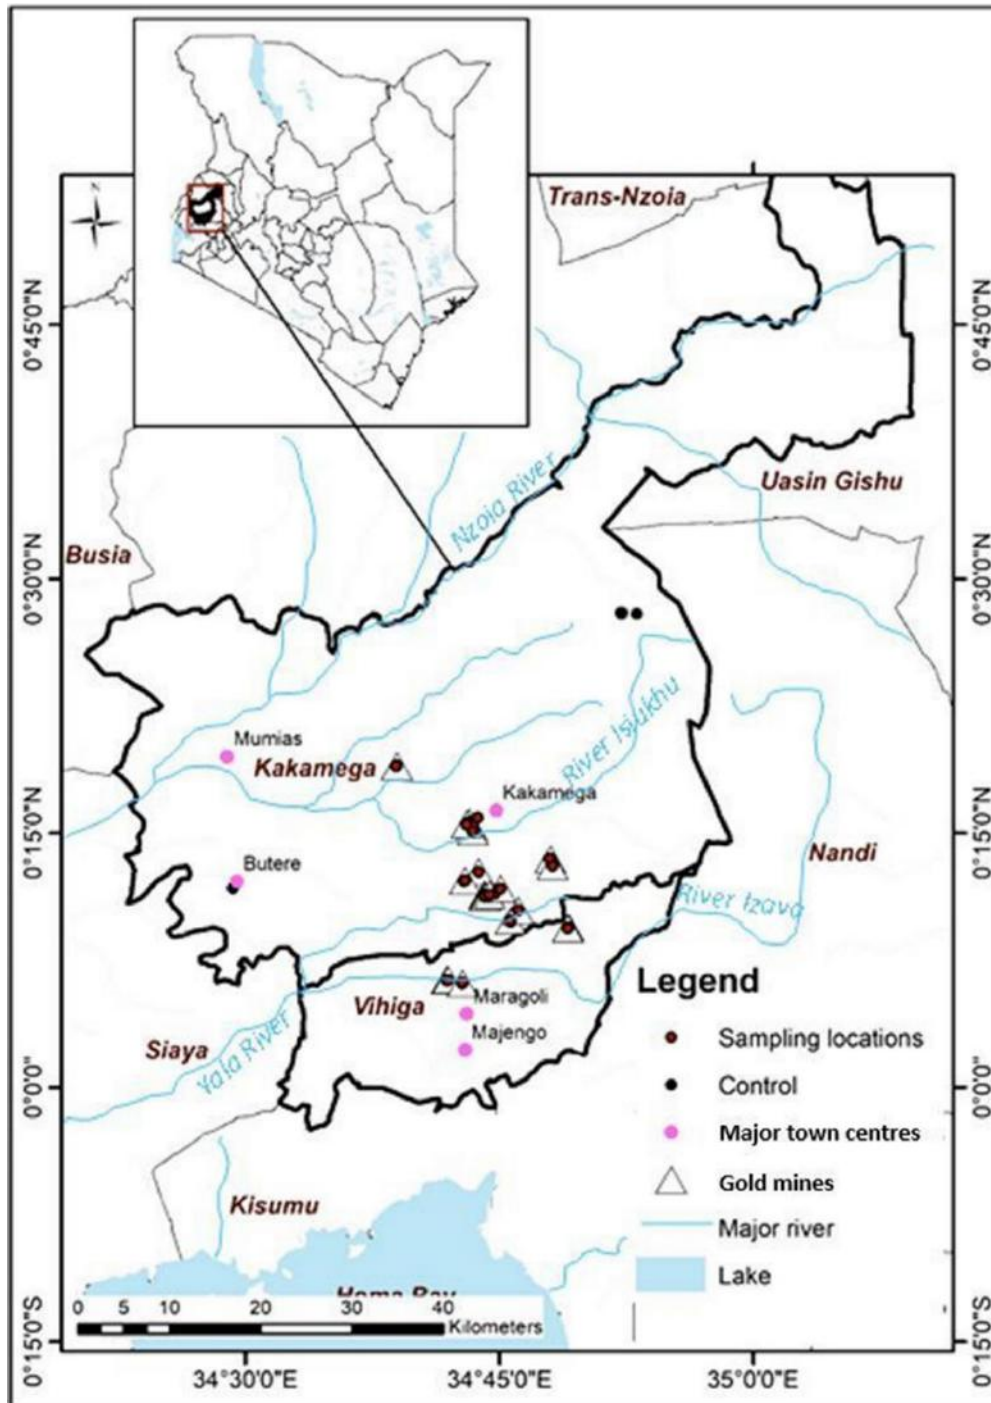 N
Trans-Nzoia
0°45'0"N
0°45'0"N
Uasin Gishu
Nzoia River
Busia
0°30'0"N
0°30'0"N
River Isiukhu
Mumias
Kakamega
Kakamega
0°15'0"N
0°15'0"N
Butere
Nandi
River Izava
Legend
Vihiga
Maragoli
Majengo
Siaya
Yala River
Sampling locations
Control
Major town centres
Gold mines
Major river
Lake
0°0'0"
0°0'0"
Kisumu
Homa Bay
0 5 10 20 30 40
Kilometers
0°15'0"S
0°15'0"S
34°30'0"E 34°45'0"E 35°0'0"E